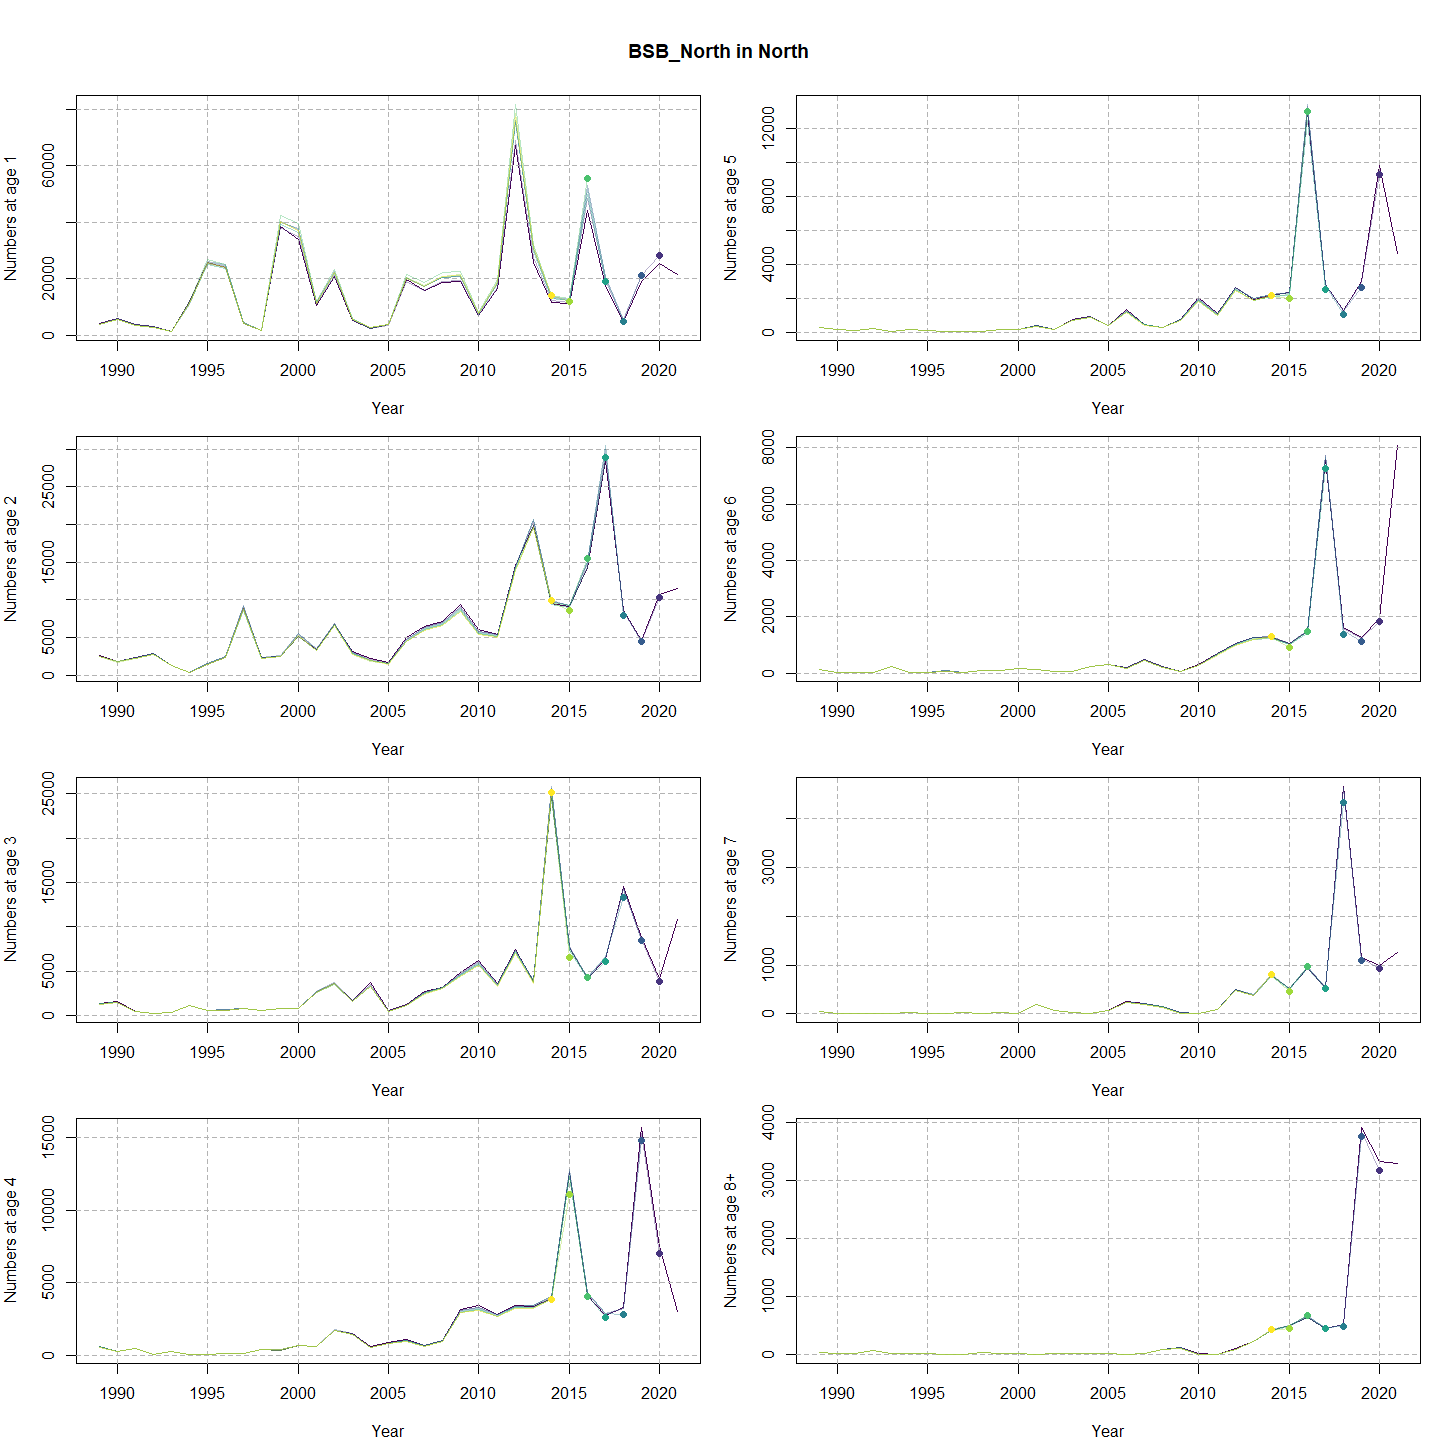 BSB_North in North
Numbers at age 1
0 20000 60000
1990 1995 2000 2005 2010 2015 2020
Year
Numbers at age 5
0 4000 8000 12000
1990 1995 2000 2005 2010 2015 2020
Year
Numbers at age 2
0 5000 15000 25000
1990 1995 2000 2005 2010 2015 2020
Year
Numbers at age 6
0 2000 4000 6000 8000
1990 1995 2000 2005 2010 2015 2020
Year
Numbers at age 3
0 5000 15000 25000
1990 1995 2000 2005 2010 2015 2020
Year
Numbers at age 7
0 1000 3000
1990 1995 2000 2005 2010 2015 2020
Year
Numbers at age 4
0 5000 10000 15000
1990 1995 2000 2005 2010 2015 2020
Year
Numbers at age 8+
0 1000 2000 3000 4000
1990 1995 2000 2005 2010 2015 2020
Year